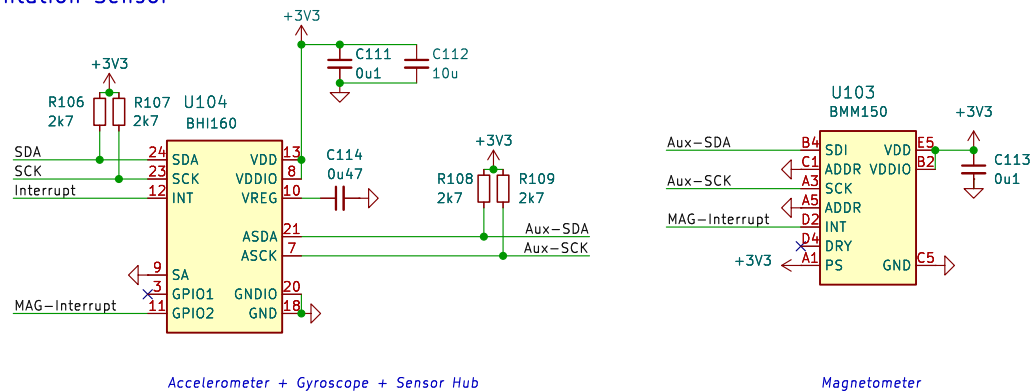 ntation Sensor
+3V3
C111
0u1
C112
10u
+3V3
R106
2k7
R107
2k7
U104
BHI160
SDA
24
SDA
SCK
23
SCK
Interrupt
12
INT
VDD
13
VDDIO
8
VREG
10
C114
0u47
+3V3
R108
2k7
R109
2k7
ASDA
21
Aux-SDA
ASCK
7
Aux-SCK
9
SA
3
GPIO1
MAG-Interrupt
11
GPIO2
GNDIO
20
GND
18
Accelerometer + Gyroscope + Sensor Hub
U103
BMM150
+3V3
C113
0u1
Aux-SDA
B4
SDI
C1
ADDR
Aux-SCK
A3
SCK
A5
ADDR
MAG-Interrupt
D2
INT
D4
DRY
+3V3
A1
PS
VDD
E5
VDDIO
B2
GND
C5
Magnetometer